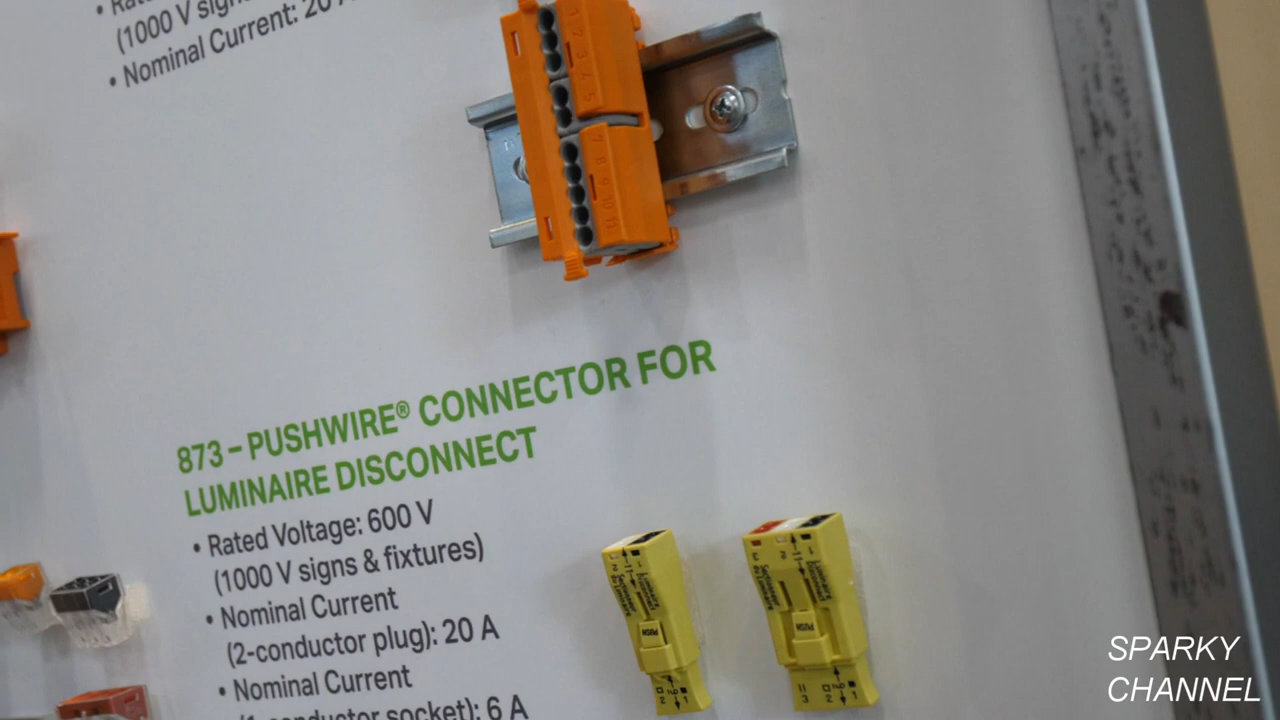 (1000 V
• Nominal Current: 20
873 – PUSHWIRE® CONNECTOR FOR
LUMINAIRE DISCONNECT
• Rated Voltage: 600 V
(1000 V signs & fixtures)
• Nominal Current
(2-conductor plug): 20 A
• Nominal Current
conductor socket): 6 A
PUSH
PUSH
SPARKY
CHANNEL